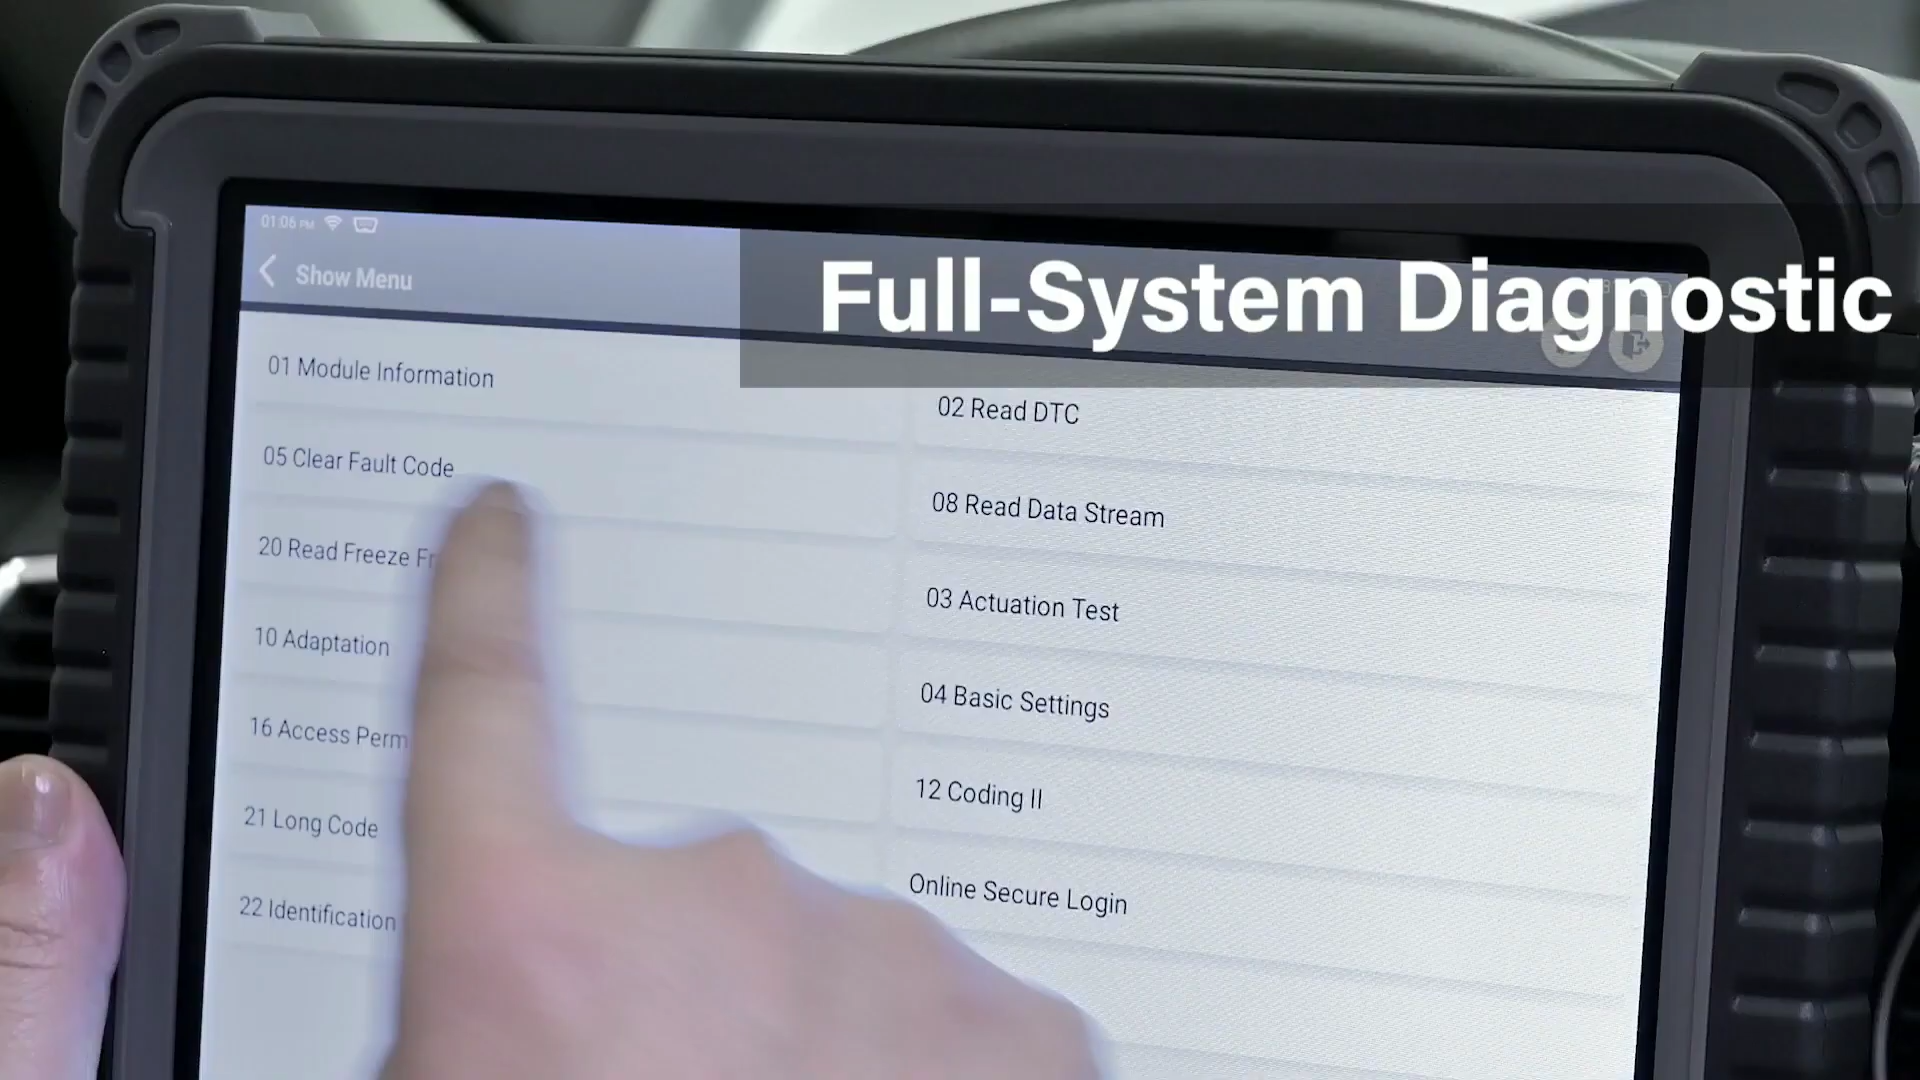 01:06 PM
Show Menu
Full-System Diagnostic
01 Module Information
02 Read DTC
05 Clear Fault Code
08 Read Data Stream
20 Read Freeze
03 Actuation Test
10 Adaptation
04 Basic Settings
16 Access
12 Coding II
21 Long Code
Online Secure Login
22 Identification